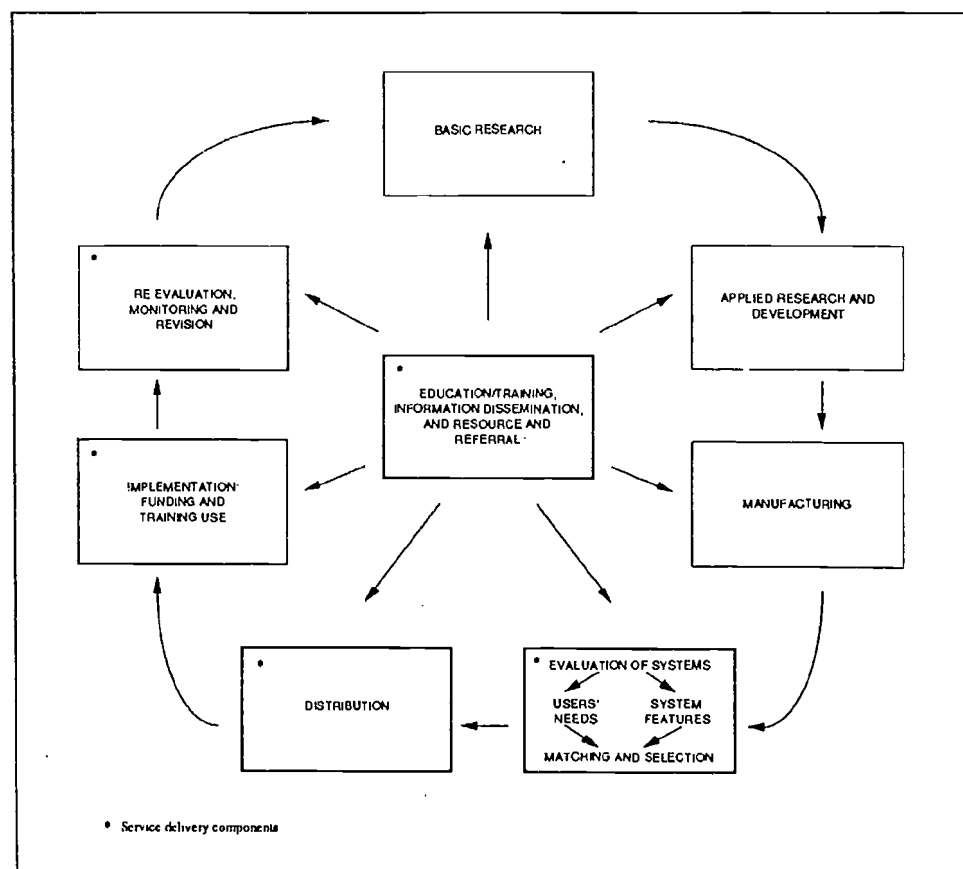 BASIC RESEARCH
• RE EVALUATION,
MONITORING AND
REVISION
APPLIED RESEARCH AND
DEVELOPMENT
• EDUCATION/TRAINING,
INFORMATION DISSEMINATION,
AND RESOURCE AND
REFERRAL
• IMPLEMENTATION
FUNDING AND
TRAINING USE
MANUFACTURING
• DISTRIBUTION
• EVALUATION OF SYSTEMS
USERS' NEEDS
SYSTEM FEATURES
MATCHING AND SELECTION
• Service delivery components